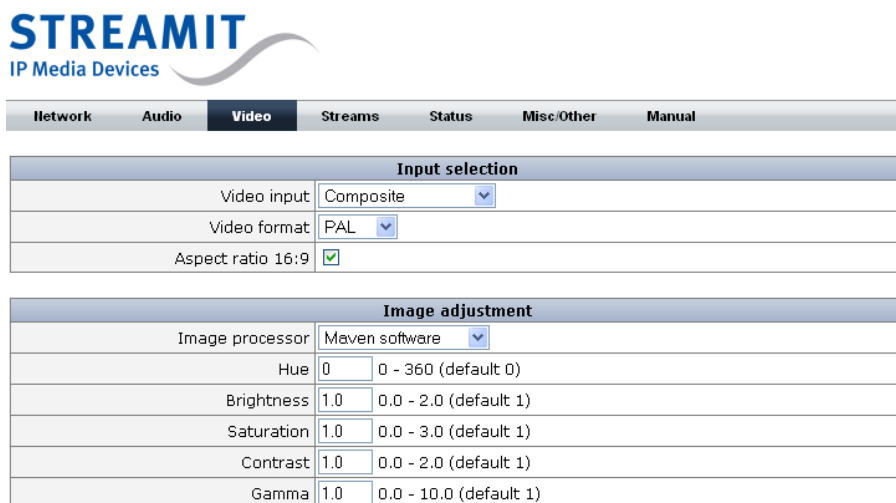 STREAMIT
IP Media Devices
Network Audio Video Streams Status Misc/Other Manual
Input selection
Video input Composite
Video format PAL
Aspect ratio 16:9
Image adjustment
Image processor Maven software
Hue 0 0 - 360 (default 0)
Brightness 1.0 0.0 - 2.0 (default 1)
Saturation 1.0 0.0 - 3.0 (default 1)
Contrast 1.0 0.0 - 2.0 (default 1)
Gamma 1.0 0.0 - 10.0 (default 1)